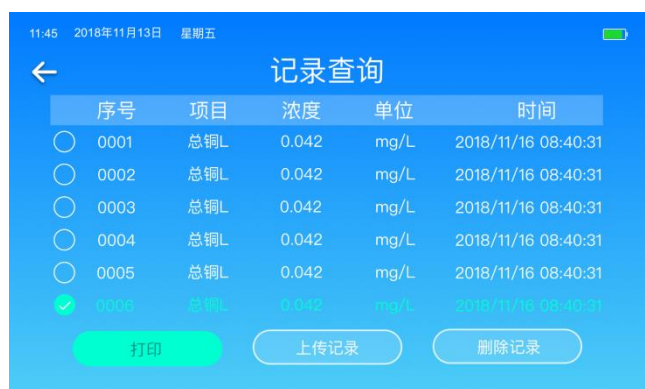 11:45 2018年11月13日 星期五
记录查询
序号 项目 浓度 单位 时间
0001 总铜L 0.042 mg/L 2018/11/16 08:40:31
0002 总铜L 0.042 mg/L 2018/11/16 08:40:31
0003 总铜L 0.042 mg/L 2018/11/16 08:40:31
0004 总铜L 0.042 mg/L 2018/11/16 08:40:31
0005 总铜L 0.042 mg/L 2018/11/16 08:40:31
0006 总铜L 0.042 mg/L 2018/11/16 08:40:31
打印 上传记录 删除记录